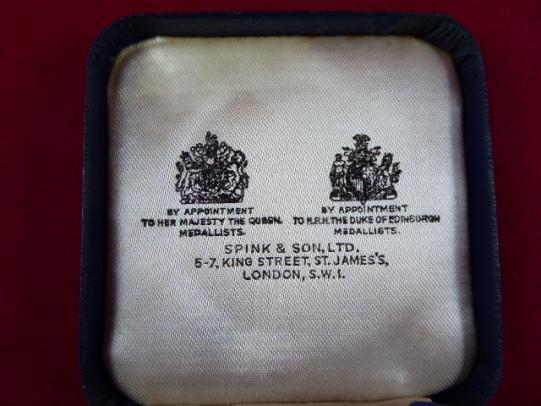 BY APPOINTMENT
TO HER MAJESTY THE QUEEN.
MEDALLISTS.
BY APPOINTMENT
TO H.R.H. THE DUKE OF EDINBURGH
MEDALLISTS.
SPINK & SON, LTD.
5-7, KING STREET, ST. JAMES'S,
LONDON, S.W.1.